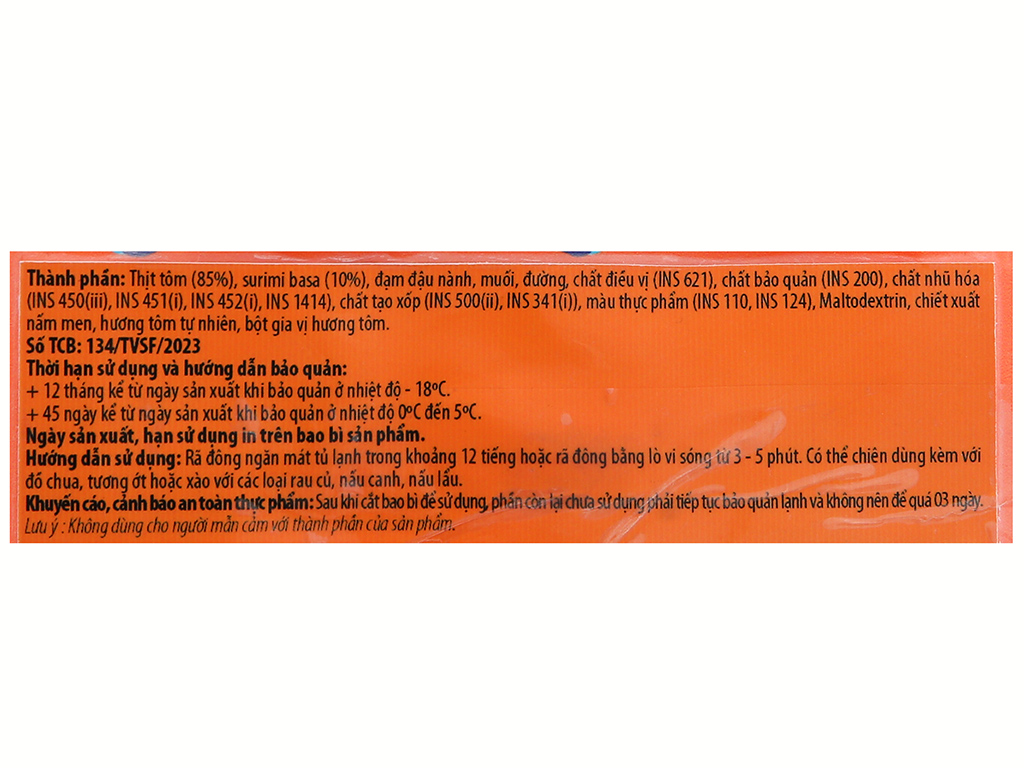 Thành phần: Thịt tôm (85%), surimi basa (10%), đạm đậu nành, muối, đường, chất điều vị (INS 621), chất bảo quản (INS 200), chất nhũ hóa
(INS 450(iii), INS 451(i), INS 452(i), INS 1414), chất tạo xốp (INS 500(ii), INS 341(i)), màu thực phẩm (INS 110, INS 124), Maltodextrin, chiết xuất
nấm men, hương tôm tự nhiên, bột gia vị hương tôm.
Số TCB: 134/TVSF/2023
Thời hạn sử dụng và hướng dẫn bảo quản:
+ 12 tháng kể từ ngày sản xuất khi bảo quản ở nhiệt độ - 18ºC.
+ 45 ngày kể từ ngày sản xuất khi bảo quản ở nhiệt độ 0ºC đến 5ºC.
Ngày sản xuất, hạn sử dụng in trên bao bì sản phẩm.
Hướng dẫn sử dụng: Rã đông ngăn mát tủ lạnh trong khoảng 12 tiếng hoặc rã đông bằng lò vi sóng từ 3 - 5 phút. Có thể chiên dùng kèm với
đồ chua, tương ớt hoặc xào với các loại rau củ, nấu canh, nấu lẩu.
Khuyến cáo, cảnh báo an toàn thực phẩm: Sau khi cắt bao bì để sử dụng, phần còn lại chưa sử dụng phải tiếp tục bảo quản lạnh và không nên để quá 03 ngày.
Lưu ý : Không dùng cho người mẫn cảm với thành phần của sản phẩm.